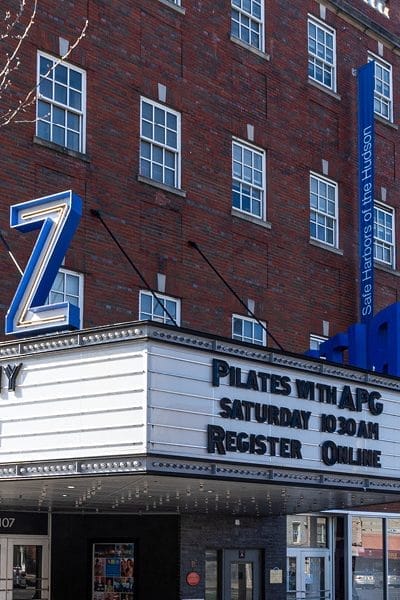 Z
Safe Harbors of the Hudson
Y
PILATES WITH APG
SATURDAY 10 30 AM
REGISTER ONLINE
107